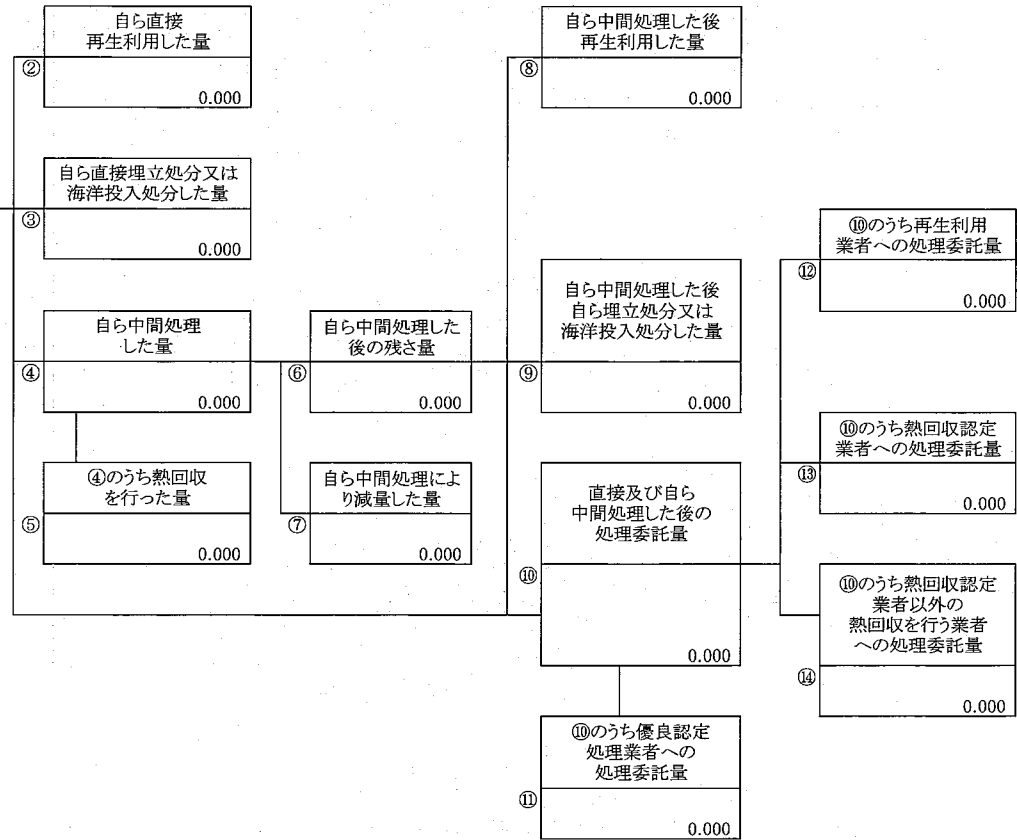 自ら直接
再生利用した量
②
0.000
自ら直接埋立処分又は
海洋投入処分した量
③
0.000
自ら中間処理
した量
④
0.000
④のうち熱回収
を行った量
⑤
0.000
自ら中間処理した
後の残さ量
⑥
0.000
自ら中間処理によ
り減量した量
⑦
0.000
自ら中間処理した後
再生利用した量
⑧
0.000
自ら中間処理した後
自ら埋立処分又は
海洋投入処分した量
⑨
0.000
直接及び自ら
中間処理した後の
処理委託量
⑩
0.000
⑩のうち優良認定
処理業者への
処理委託量
⑪
0.000
⑩のうち再生利用
業者への処理委託量
⑫
0.000
⑩のうち熱回収認定
業者への処理委託量
⑬
0.000
⑩のうち熱回収認定
業者以外の
熱回収を行う業者
への処理委託量
⑭
0.000